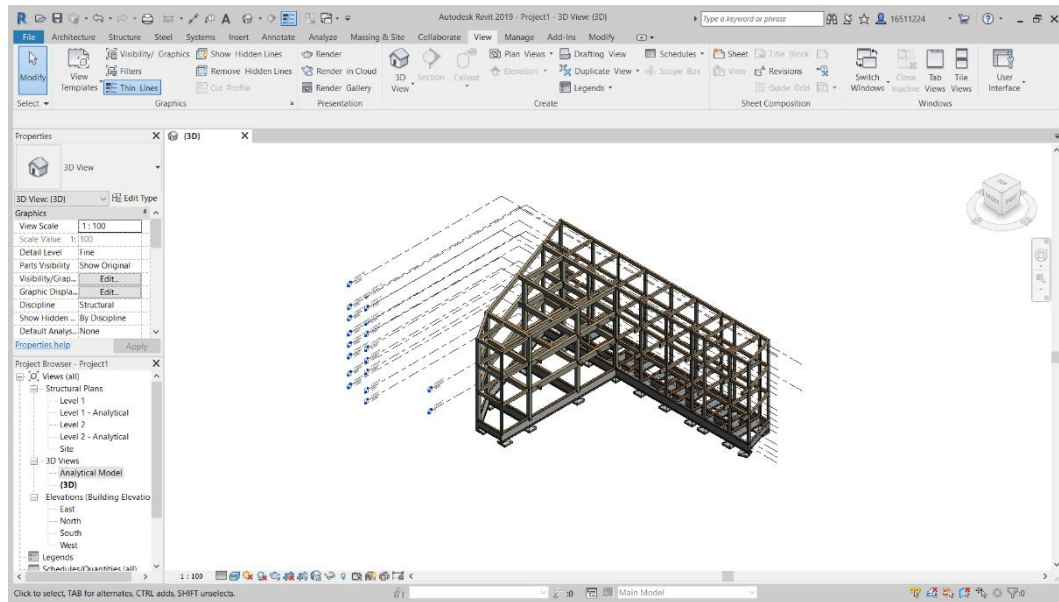 Autodesk Revit 2019 - Project1 - 3D View: {3D}
Type a keyword or phrase
16511224
File Architecture Structure Steel Systems Insert Annotate Analyze Massing & Site Collaborate View Manage Add-Ins Modify
Modify
View Templates
Visibility/ Graphics
Filters
Thin Lines
Show Hidden Lines
Remove Hidden Lines
Cut Profile
Render
Render in Cloud
Render Gallery
3D View
Section
Callout
Plan Views
Elevation
Drafting View
Duplicate View
Legends
Schedules
Scope Box
Sheet
View
Title Block
Revisions
Guide Grid
Switch Windows
Close Inactive
Tab Views
Tile Views
User Interface
Select
Graphics
Presentation
Create
Sheet Composition
Windows
Properties X
{3D} X
3D View
3D View: {3D} Edit Type
Graphics
View Scale 1 : 100
Scale Value 1: 100
Detail Level Fine
Parts Visibility Show Original
Visibility/Grap... Edit...
Graphic Displa... Edit...
Discipline Structural
Show Hidden ... By Discipline
Default Analys... None
Properties help Apply
Project Browser - Project1 X
Views (all)
Structural Plans
Level 1
Level 1 - Analytical
Level 2
Level 2 - Analytical
Site
3D Views
Analytical Model
{3D}
Elevations (Building Elevatio
East
North
South
West
Legends
Schedules/Quantities (all)
1 : 100
Click to select, TAB for alternates, CTRL adds, SHIFT unselects.
:0
Main Model
:0